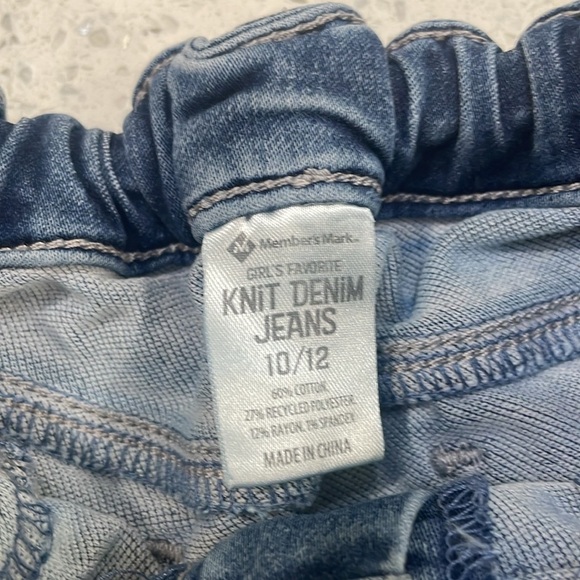 Member's Mark™
GIRL'S FAVORITE
KNiT DENiM
JEANS
10/12
60% COTTON,
27% RECYCLED POLYESTER,
12% RAYON, 1% SPANDEX
MADE IN CHINA